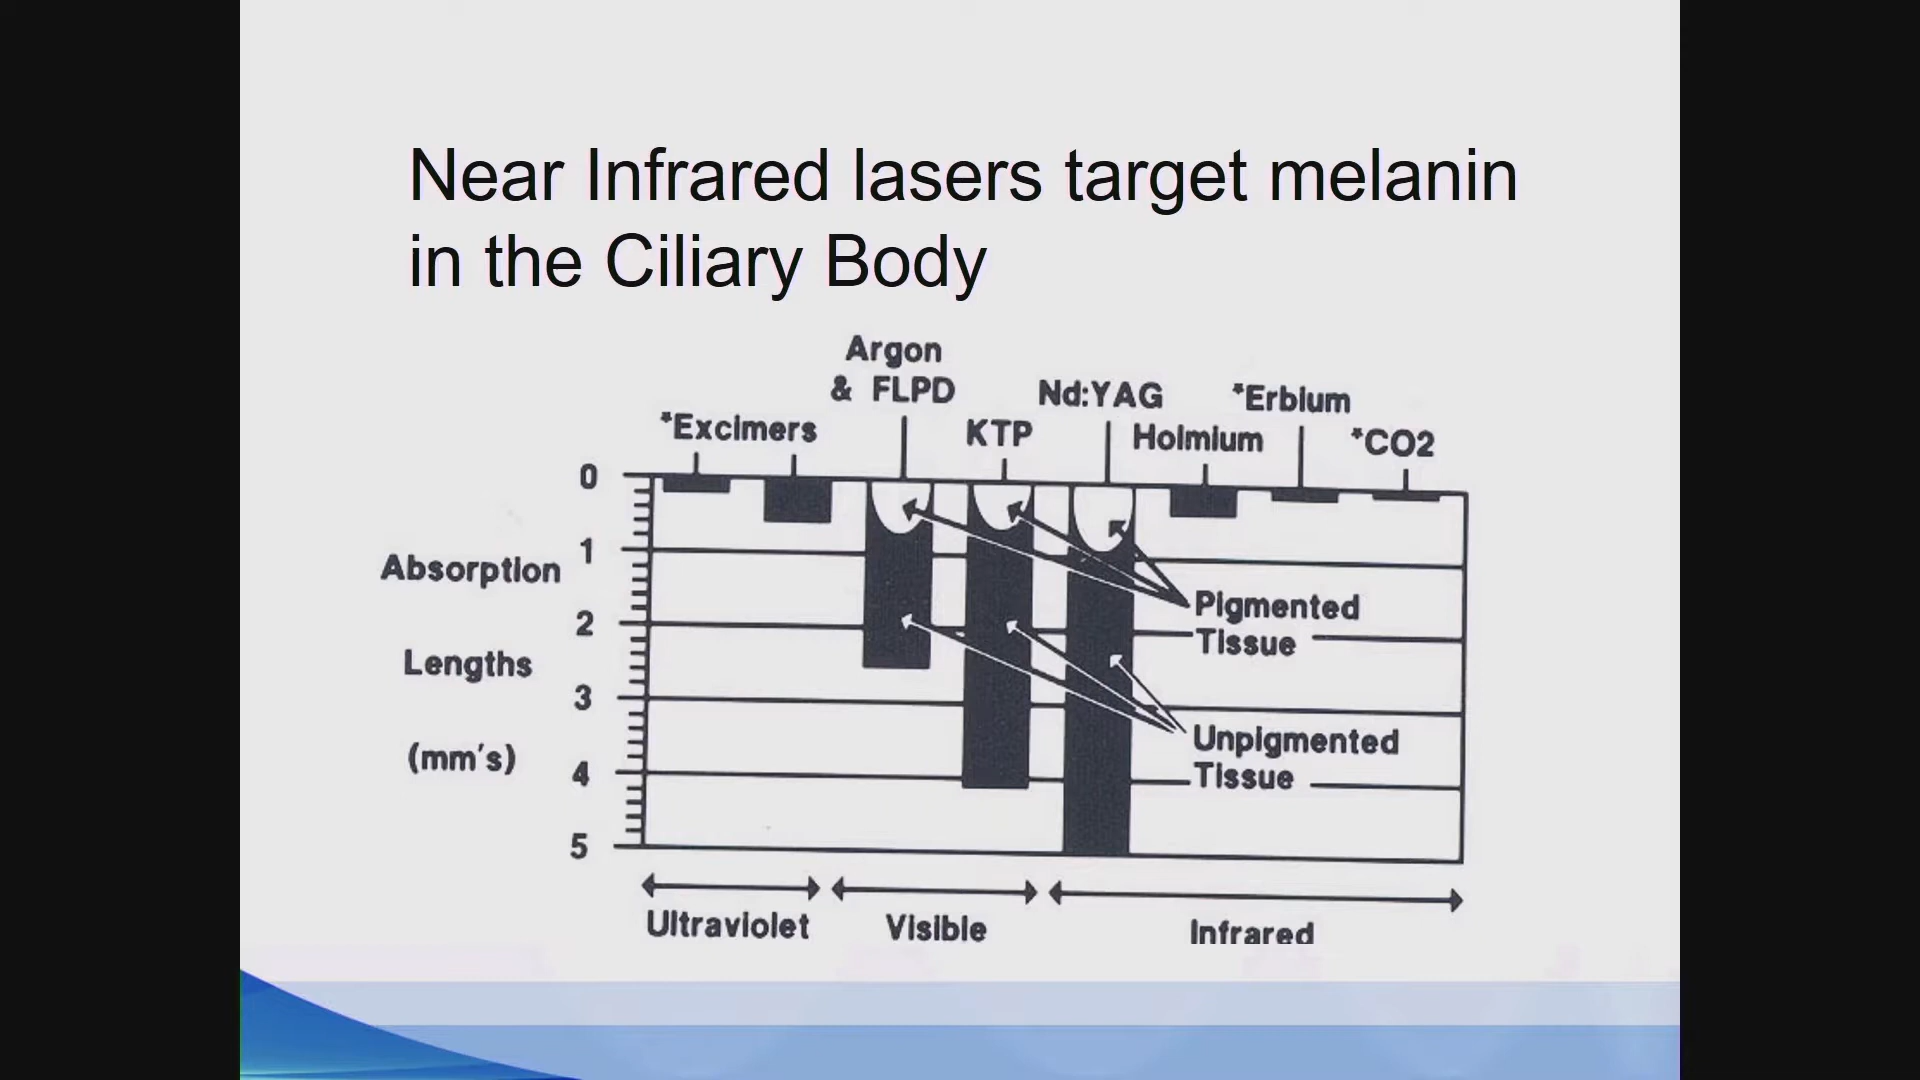 Near Infrared lasers target melanin
in the Ciliary Body
Argon
& FLPD
Nd:YAG
*Erbium
*Excimers
KTP
Holmium
*CO2
0
1
2
3
4
5
Absorption
Lengths
(mm's)
Pigmented
Tissue
Unpigmented
Tissue
Ultraviolet
Visible
Infrared